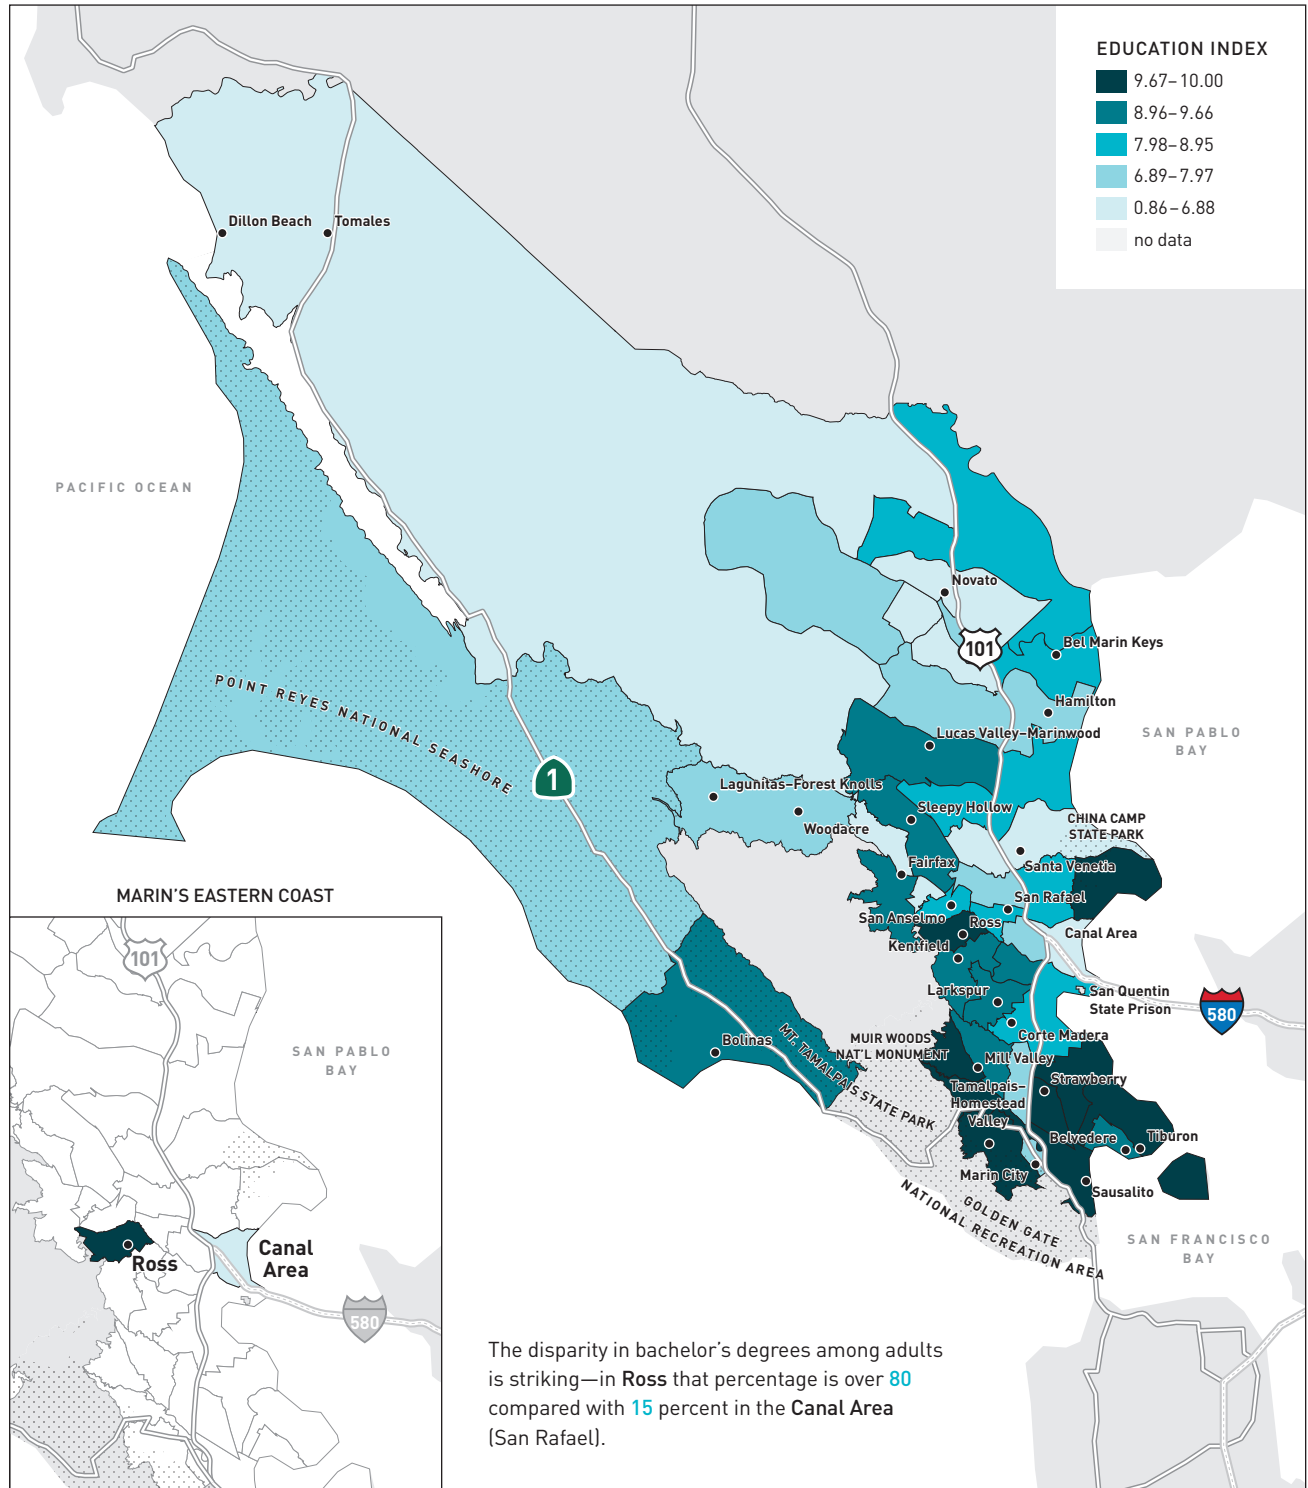 EDUCATION INDEX
9.67–10.00
8.96–9.66
7.98–8.95
6.89–7.97
0.86–6.88
no data
Dillon Beach
Tomales
PACIFIC OCEAN
Novato
101
Bel Marin Keys
Hamilton
POINT REYES NATIONAL SEASHORE
Lucas Valley–Marinwood
SAN PABLO
BAY
1
Lagunitas–Forest Knolls
Sleepy Hollow
Woodacre
CHINA CAMP
STATE PARK
Fairfax
Santa Venetia
San Rafael
San Anselmo
Ross
Canal Area
Kentfield
Larkspur
San Quentin
State Prison
580
Corte Madera
MUIR WOODS
NAT'L MONUMENT
Bolinas
MT. TAMALPAIS STATE PARK
Mill Valley
Strawberry
Tamalpais–
Homestead
Valley
Belvedere
Tiburon
Marin City
Sausalito
GOLDEN GATE
NATIONAL RECREATION AREA
SAN FRANCISCO
BAY
MARIN'S EASTERN COAST
101
SAN PABLO
BAY
Ross
Canal
Area
580
The disparity in bachelor's degrees among adults
is striking—in Ross that percentage is over 80
compared with 15 percent in the Canal Area
(San Rafael).